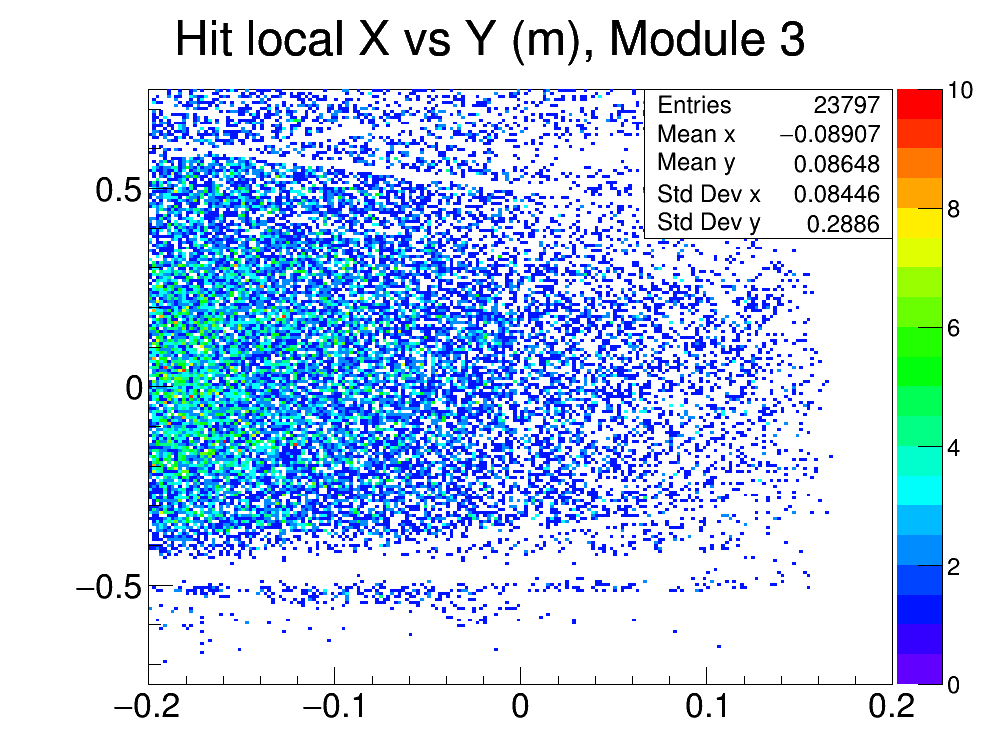 Hit local X vs Y (m), Module 3
Entries 23797
Mean x −0.08907
Mean y 0.08648
Std Dev x 0.08446
Std Dev y 0.2886
0.5
0
−0.5
−0.2 −0.1 0 0.1 0.2
10
8
6
4
2
0